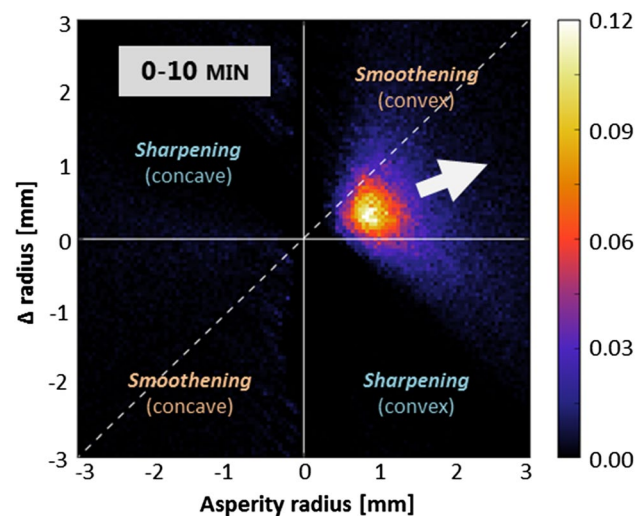 0-10 MIN
Smoothening
(convex)
Sharpening
(concave)
Smoothening
(concave)
Sharpening
(convex)
3
2
1
0
-1
-2
-3
Δ radius [mm]
-3
-2
-1
0
1
2
3
Asperity radius [mm]
0.12
0.09
0.06
0.03
0.00